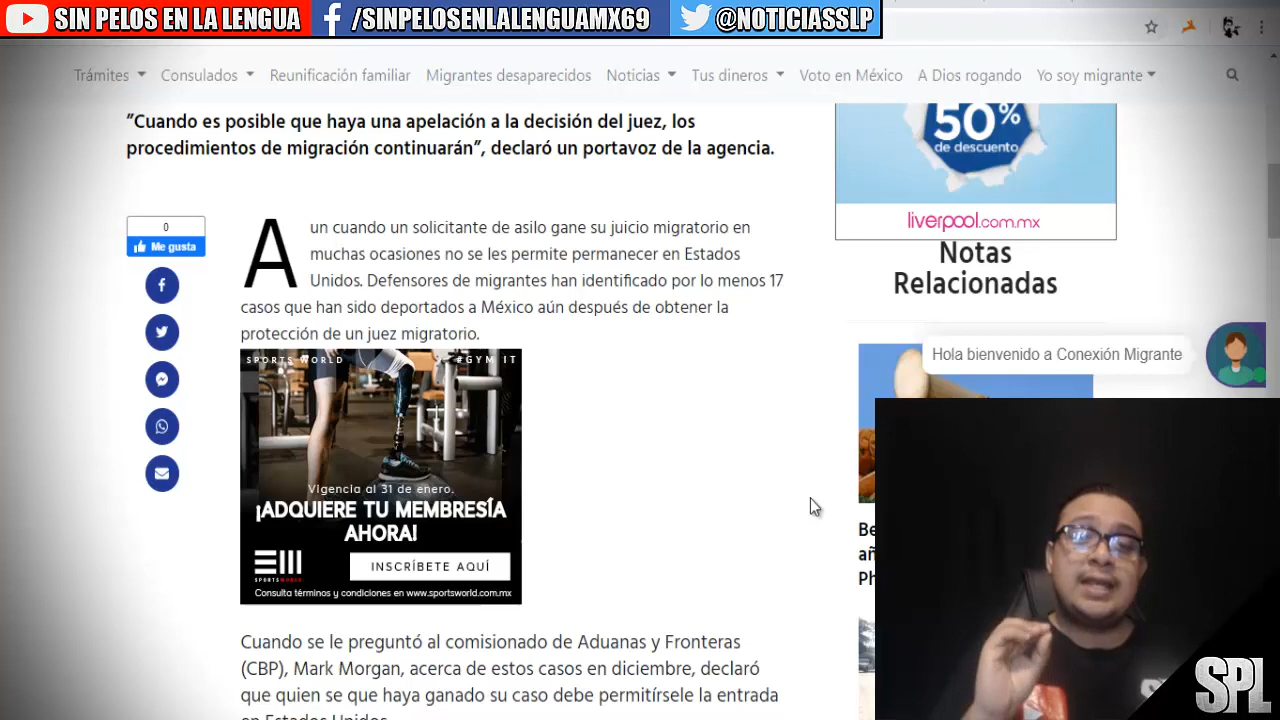 SIN PELOS EN LA LENGUA
/SINPELOSENLALENGUAMX69
@NOTICIASSLP
Trámites Consulados Reunificación familiar Migrantes desaparecidos Noticias Tus dineros Voto en México A Dios rogando Yo soy migrante
"Cuando es posible que haya una apelación a la decisión del juez, los
procedimientos de migración continuarán", declaró un portavoz de la agencia.
50%
de descuento
liverpool.com.mx
0
Me gusta
Aun cuando un solicitante de asilo gane su juicio migratorio en
muchas ocasiones no se les permite permanecer en Estados
Unidos. Defensores de migrantes han identificado por lo menos 17
casos que han sido deportados a México aún después de obtener la
protección de un juez migratorio.
Notas
Relacionadas
Hola bienvenido a Conexión Migrante
SPORTS WORLD
#GYM IT
Vigencia al 31 de enero.
¡ADQUIERE TU MEMBRESÍA
AHORA!
SPORTSWORLD
INSCRÍBETE AQUÍ
Consulta términos y condiciones en www.sportsworld.com.mx
Cuando se le preguntó al comisionado de Aduanas y Fronteras
(CBP), Mark Morgan, acerca de estos casos en diciembre, declaró
que quien se que haya ganado su caso debe permitírsele la entrada
en Estados Unidos
SPL